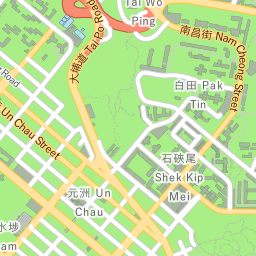 Tai Wo
Ping
南昌街 Nam Cheong Street
大埔道 Tai Po Road
白田 Pak
Tin
Road
Un Chau Street
石硤尾
Shek Kip
Mei
元洲 Un
Chau
水埗
am